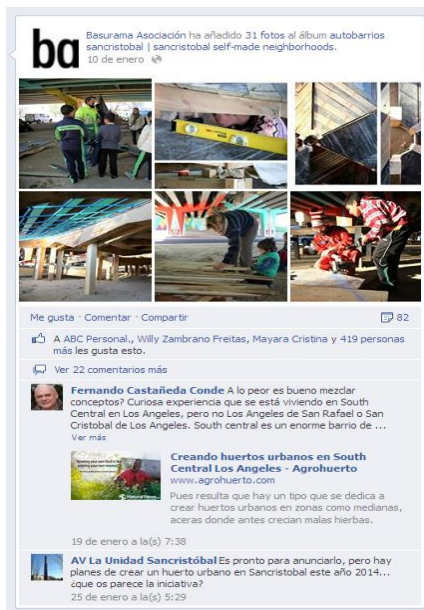 ba
Basurama Asociación ha añadido 31 fotos al álbum autobarrios
sancristobal | sancristobal self-made neighborhoods.
10 de enero
Me gusta · Comentar · Compartir
82
A ABC Personal., Willy Zambrano Freitas, Mayara Cristina y 419 personas
más les gusta esto.
Ver 22 comentarios más
Fernando Castañeda Conde A lo peor es bueno mezclar
conceptos? Curiosa experiencia que se está viviendo en South
Central en Los Angeles, pero no Los Angeles de San Rafael o San
Cristobal de Los Angeles. South central es un enorme barrio de ...
Ver más
Creando huertos urbanos en South
Central Los Angeles - Agrohuerto
www.agrohuerto.com
Pues resulta que hay un tipo que se dedica a
crear huertos urbanos en zonas como medianas,
aceras donde antes crecian malas hierbas.
19 de enero a la(s) 7:38
AV La Unidad Sancristóbal Es pronto para anunciarlo, pero hay
planes de crear un huerto urbano en Sancristobal este año 2014...
¿que os parece la iniciativa?
25 de enero a la(s) 5:29